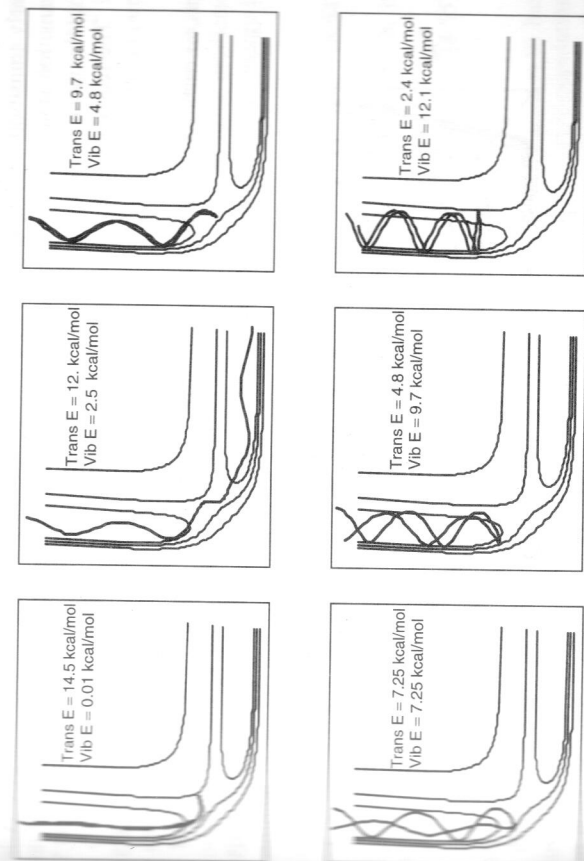 Trans E = 14.5 kcal/mol
Vib E = 0.01 kcal/mol
Trans E = 12. kcal/mol
Vib E = 2.5 kcal/mol
Trans E = 9.7 kcal/mol
Vib E = 4.8 kcal/mol
Trans E = 7.25 kcal/mol
Vib E = 7.25 kcal/mol
Trans E = 4.8 kcal/mol
Vib E = 9.7 kcal/mol
Trans E = 2.4 kcal/mol
Vib E = 12.1 kcal/mol